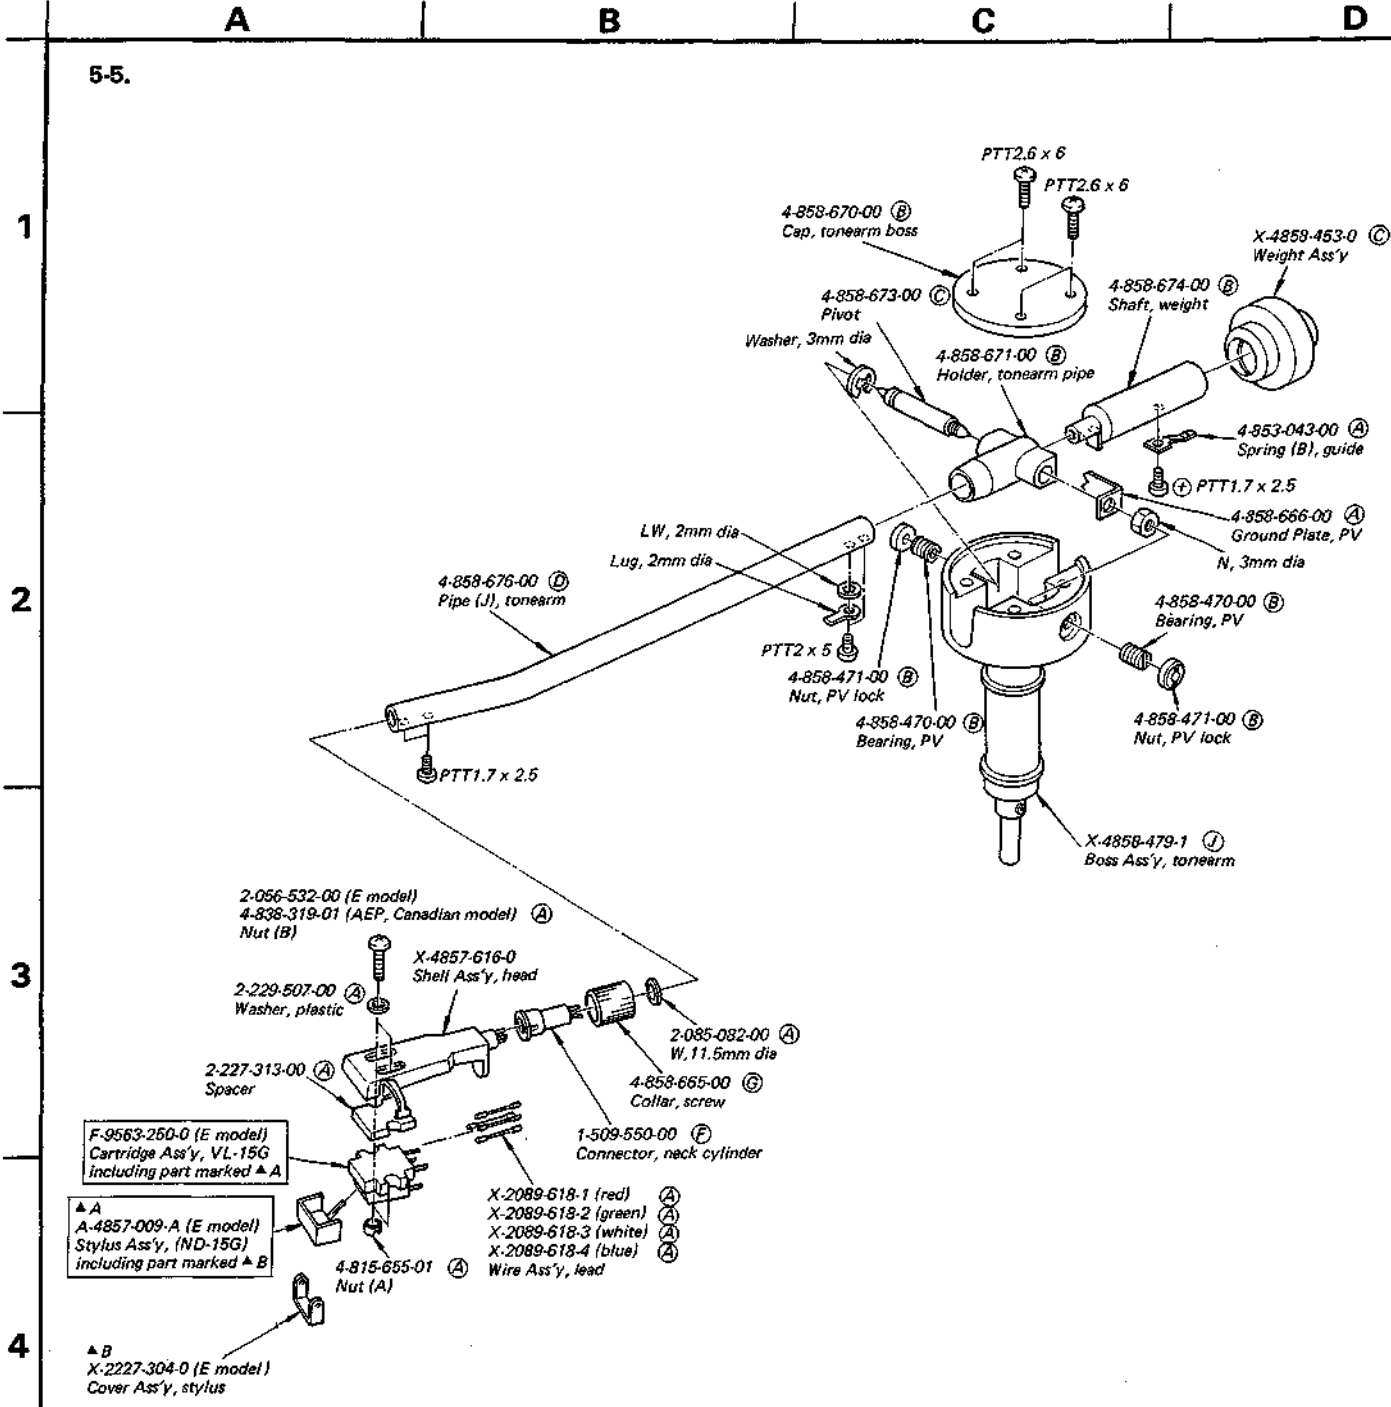 A
B
C
D
5-5.
1
2
3
4
PTT2.6 x 6
PTT2.6 x 6
4-858-670-00 Ⓑ
Cap, tonearm boss
X-4858-453-0 Ⓒ
Weight Ass'y
4-858-673-00 Ⓒ
Pivot
4-858-674-00 Ⓑ
Shaft, weight
Washer, 3mm dia
4-858-671-00 Ⓑ
Holder, tonearm pipe
4-853-043-00 Ⓐ
Spring (B), guide
⊕ PTT1.7 x 2.5
4-858-666-00 Ⓐ
Ground Plate, PV
N, 3mm dia
LW, 2mm dia
Lug, 2mm dia
4-858-676-00 Ⓓ
Pipe (J), tonearm
PTT2 x 5
4-858-471-00 Ⓑ
Nut, PV lock
4-858-470-00 Ⓑ
Bearing, PV
4-858-470-00 Ⓑ
Bearing, PV
4-858-471-00 Ⓑ
Nut, PV lock
PTT1.7 x 2.5
X-4858-479-1 Ⓙ
Boss Ass'y, tonearm
2-056-532-00 (E model)
4-838-319-01 (AEP, Canadian model) Ⓐ
Nut (B)
X-4857-616-0
Shell Ass'y, head
2-229-507-00 Ⓐ
Washer, plastic
2-085-082-00 Ⓐ
W, 11.5mm dia
4-858-665-00 Ⓖ
Collar, screw
2-227-313-00 Ⓐ
Spacer
1-509-550-00 Ⓕ
Connector, neck cylinder
F-9563-250-0 (E model)
Cartridge Ass'y, VL-15G
including part marked ▲A
▲A
A-4857-009-A (E model)
Stylus Ass'y, (ND-15G)
including part marked ▲B
X-2089-618-1 (red) Ⓐ
X-2089-618-2 (green) Ⓐ
X-2089-618-3 (white) Ⓐ
X-2089-618-4 (blue) Ⓐ
Wire Ass'y, lead
4-815-655-01 Ⓐ
Nut (A)
▲B
X-2227-304-0 (E model)
Cover Ass'y, stylus